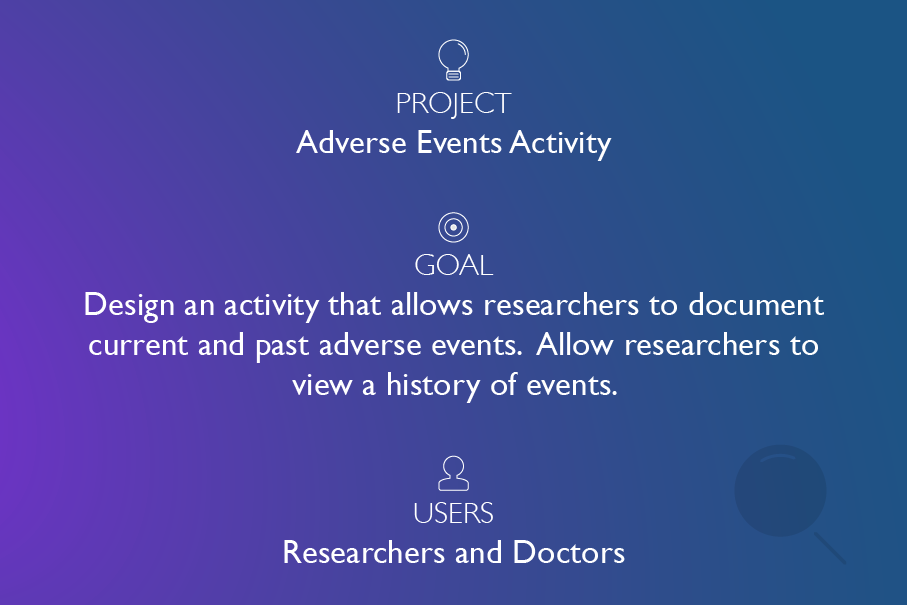 PROJECT
Adverse Events Activity
GOAL
Design an activity that allows researchers to document
current and past adverse events.  Allow researchers to
view a history of events.
USERS
Researchers and Doctors